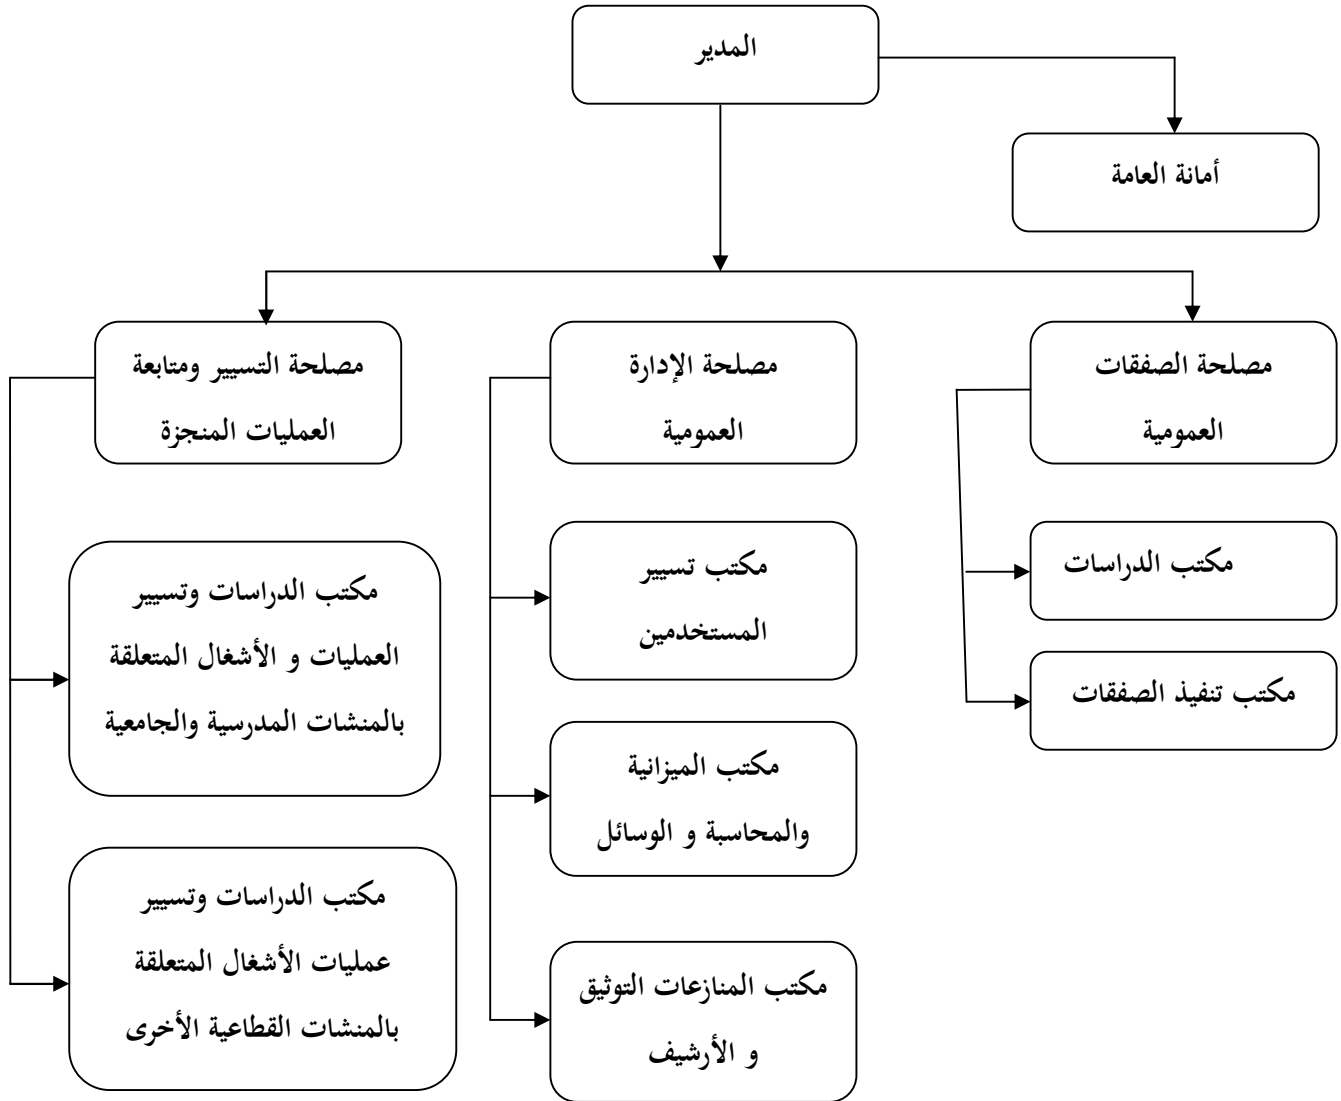 المدير
أمانة العامة
مصلحة الصفقات
العمومية
مصلحة الإدارة
العمومية
مصلحة التسيير ومتابعة
العمليات المنجزة
مكتب الدراسات
مكتب تنفيذ الصفقات
مكتب تسيير
المستخدمين
مكتب الميزانية
والمحاسبة و الوسائل
مكتب المنازعات التوثيق
و الأرشيف
مكتب الدراسات وتسيير
العمليات و الأشغال المتعلقة
بالمنشات المدرسية والجامعية
مكتب الدراسات وتسيير
عمليات الأشغال المتعلقة
بالمنشات القطاعية الأخرى